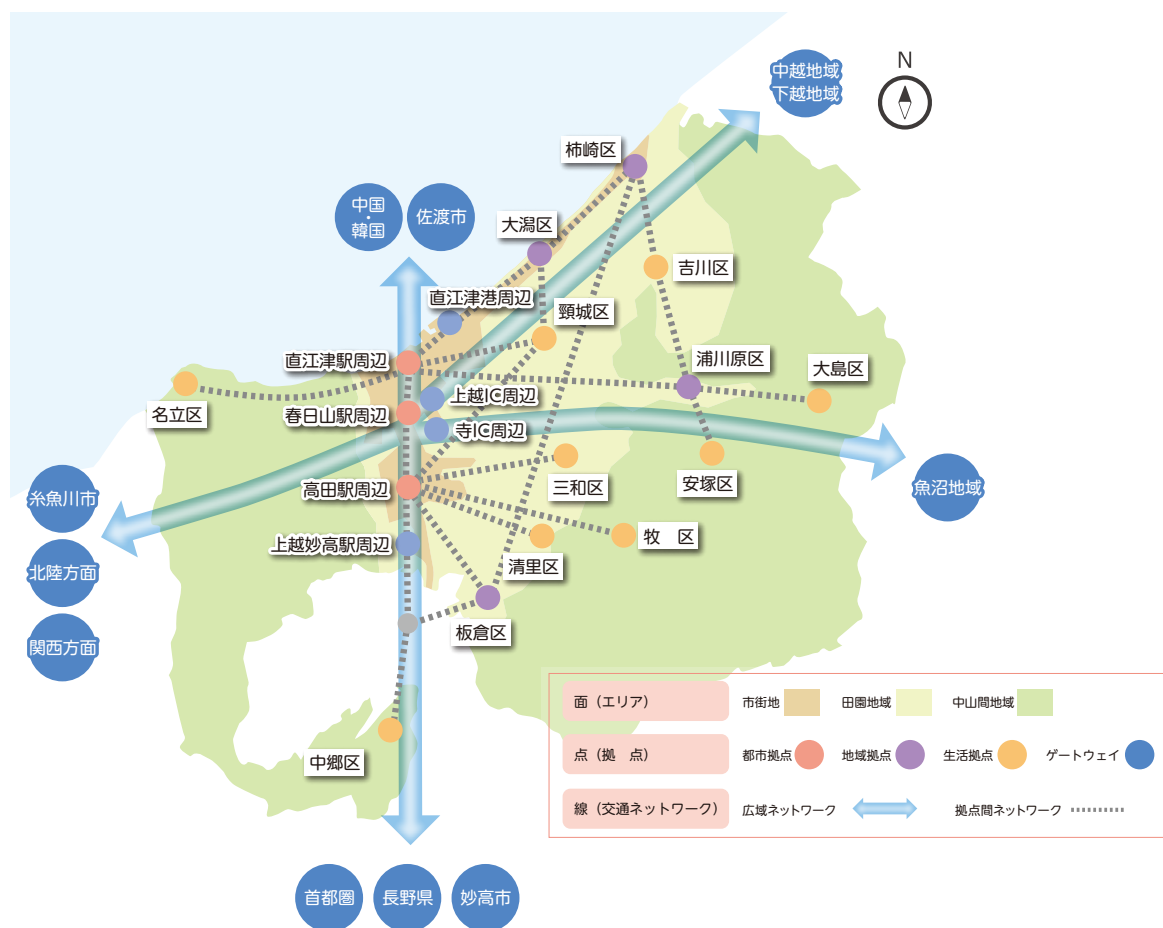 中越地域
下越地域
N
柿崎区
中国
・
韓国
佐渡市
大潟区
吉川区
直江津港周辺
頸城区
直江津駅周辺
浦川原区
大島区
名立区
上越IC周辺
春日山駅周辺
寺IC周辺
三和区
安塚区
魚沼地域
糸魚川市
高田駅周辺
牧　区
上越妙高駅周辺
清里区
北陸方面
板倉区
関西方面
中郷区
面（エリア）
市街地
田園地域
中山間地域
点（拠　点）
都市拠点
地域拠点
生活拠点
ゲートウェイ
線（交通ネットワーク）
広域ネットワーク
拠点間ネットワーク
首都圏
長野県
妙高市